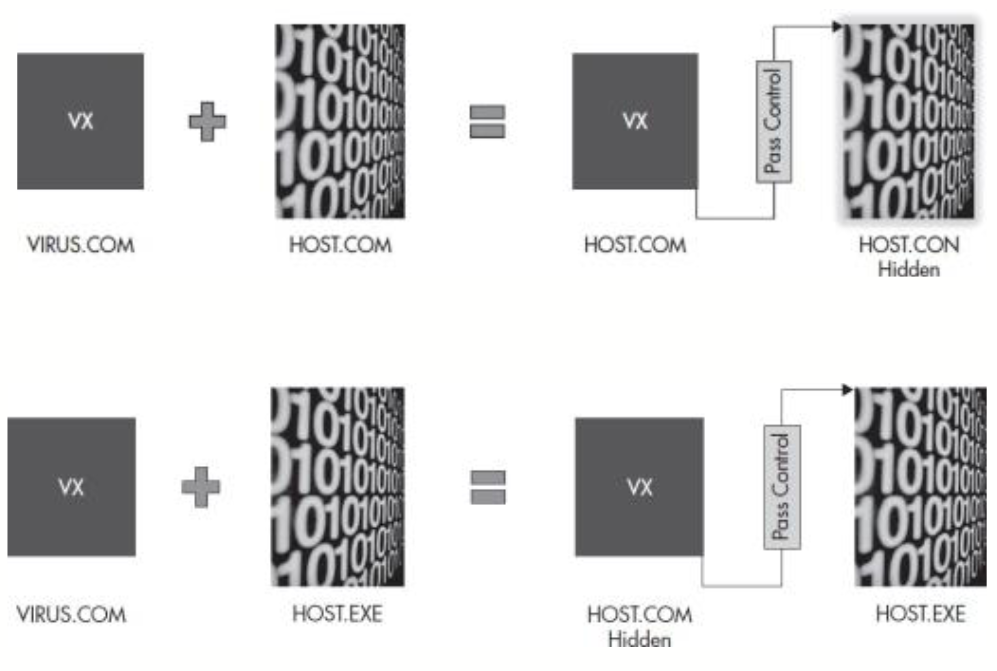 VX
VX
Pass Control
VIRUS.COM
HOST.COM
HOST.COM
HOST.CON
Hidden
VX
VX
Pass Control
VIRUS.COM
HOST.EXE
HOST.COM
Hidden
HOST.EXE